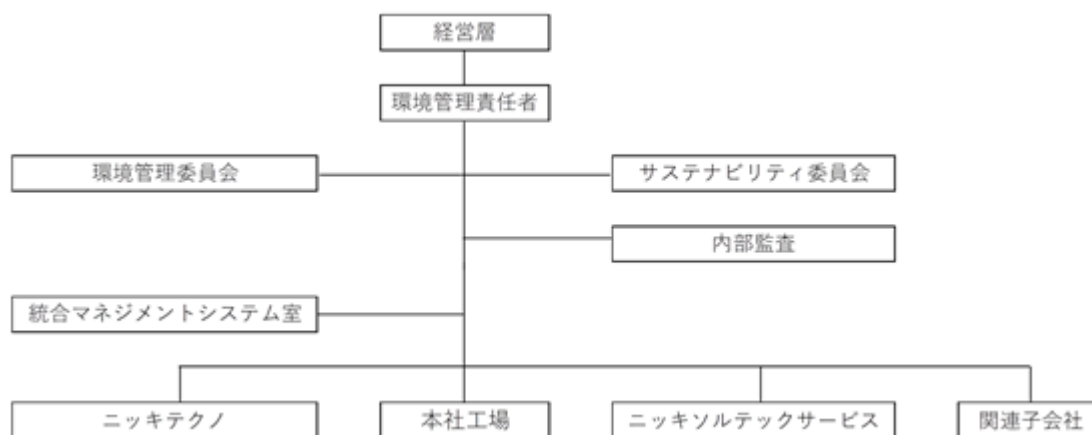 経営層
環境管理責任者
環境管理委員会
サステナビリティ委員会
内部監査
統合マネジメントシステム室
ニッキテクノ
本社工場
ニッキソルテックサービス
関連子会社